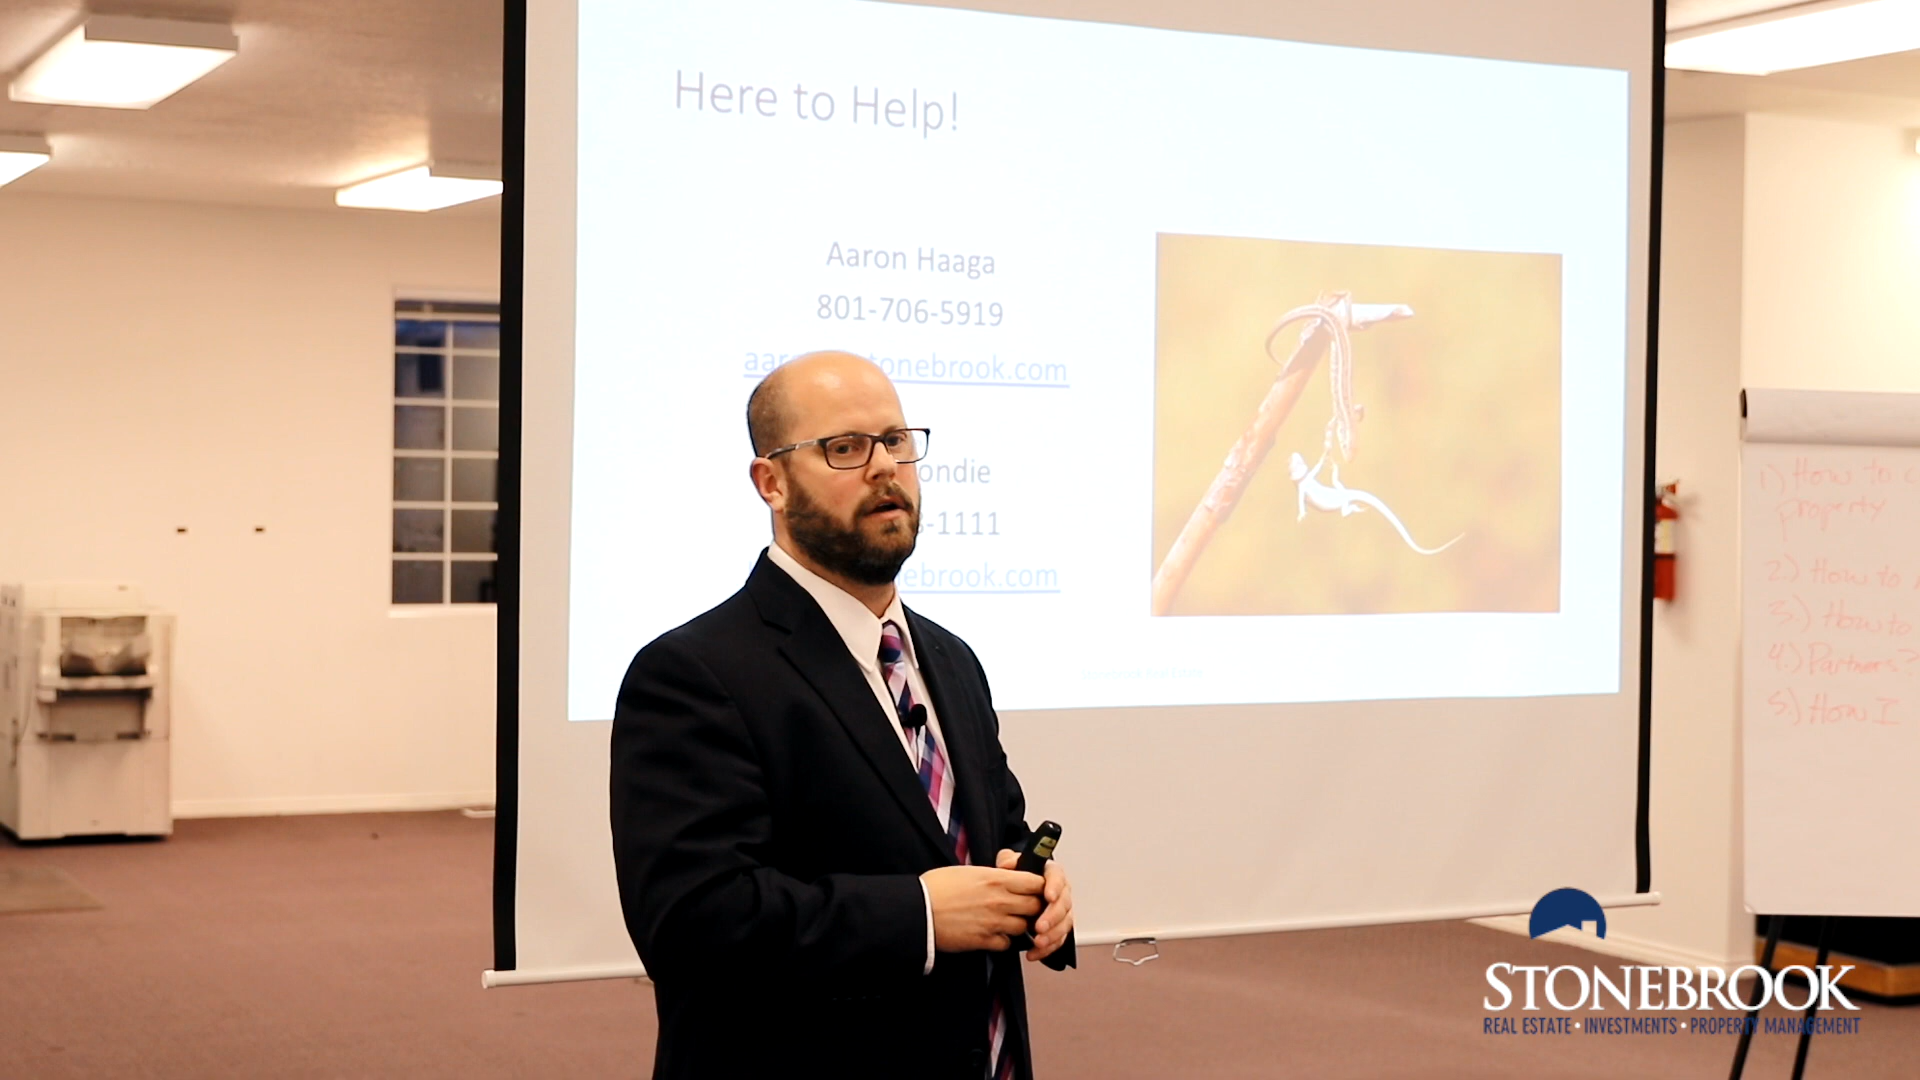 Here to Help!
Aaron Haaga
801-706-5919
aar
tonebrook.com
ondie
-1111
ebrook.com
1) How to
property
2) How to
3.) How to
4.) Partners?
5.) How I
STONEBROOK
REAL ESTATE • INVESTMENTS • PROPERTY MANAGEMENT